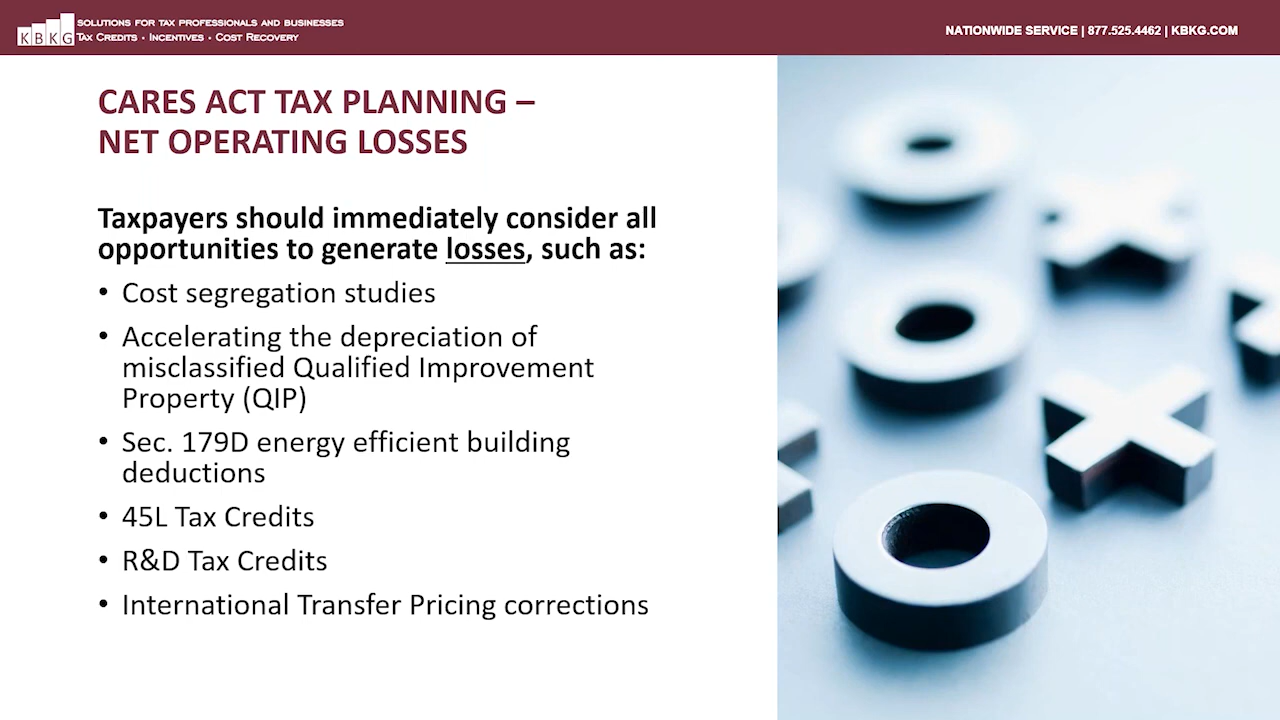 SOLUTIONS FOR TAX PROFESSIONALS AND BUSINESSES
KBKG TAX CREDITS • INCENTIVES • COST RECOVERY
NATIONWIDE SERVICE | 877.525.4462 | KBKG.COM
CARES ACT TAX PLANNING –
NET OPERATING LOSSES
Taxpayers should immediately consider all
opportunities to generate losses, such as:
• Cost segregation studies
• Accelerating the depreciation of
misclassified Qualified Improvement
Property (QIP)
• Sec. 179D energy efficient building
deductions
• 45L Tax Credits
• R&D Tax Credits
• International Transfer Pricing corrections